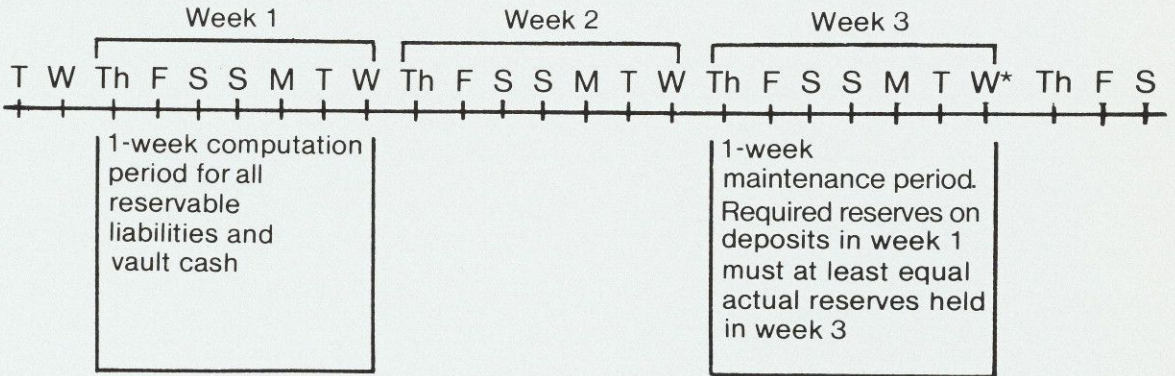 Week 1 Week 2 Week 3
T W Th F S S M T W Th F S S M T W Th F S S M T W* Th F S
1-week computation
period for all
reservable
liabilities and
vault cash
1-week
maintenance period.
Required reserves on
deposits in week 1
must at least equal
actual reserves held
in week 3